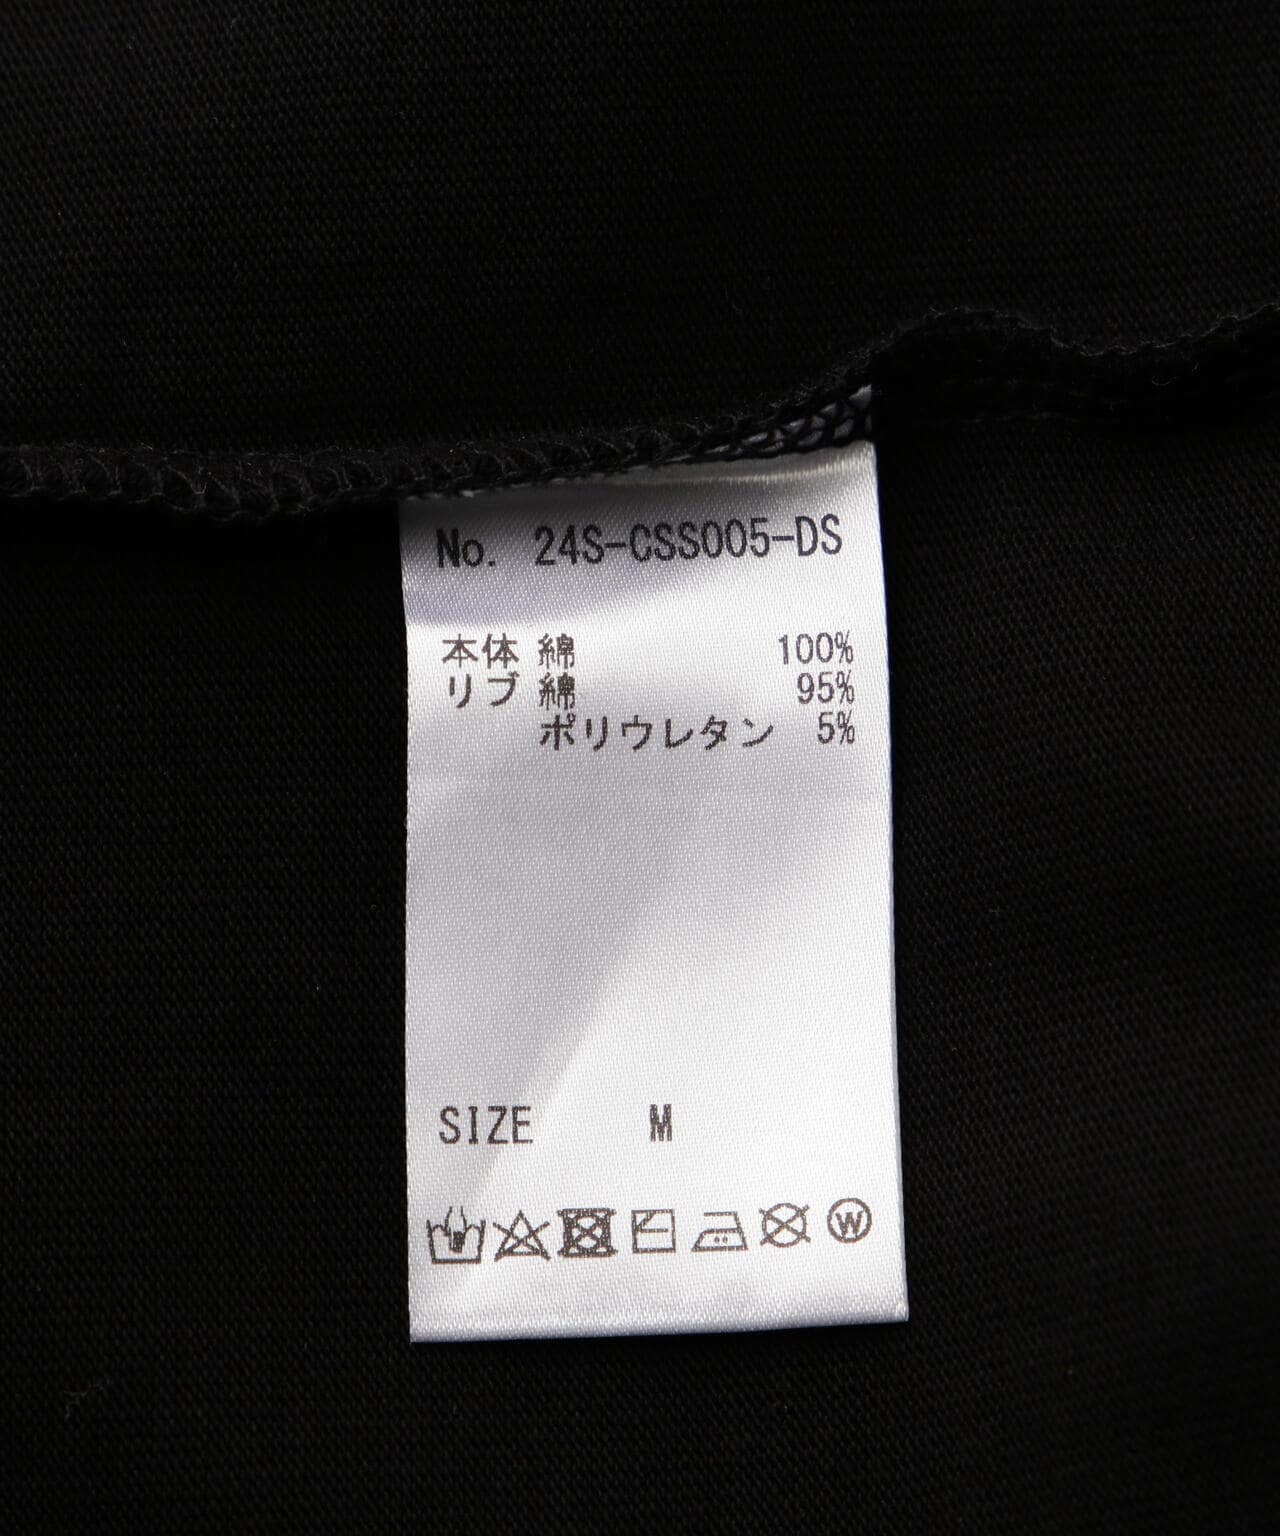 No. 24S-CSS005-DS
本体 綿 100%
リブ 綿 95%
ポリウレタン 5%
SIZE M
W